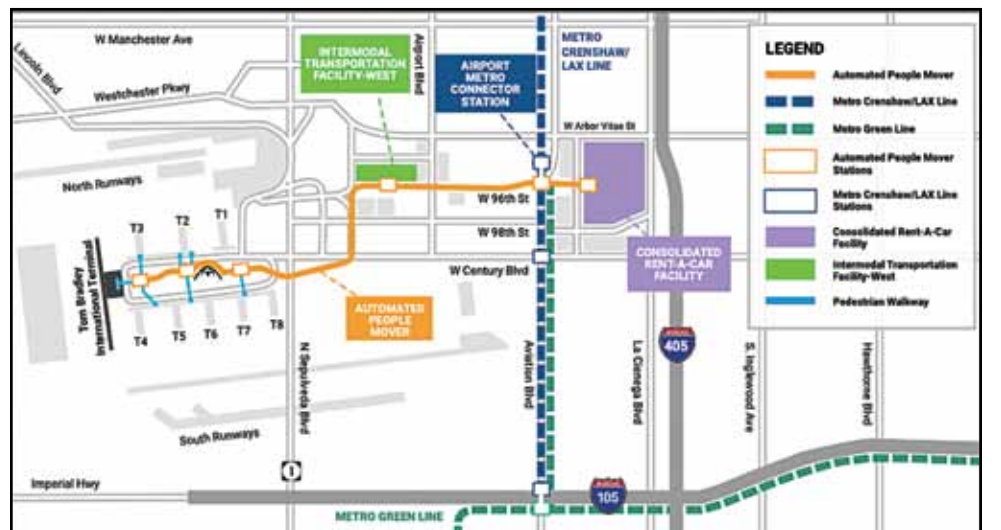 W Manchester Ave
Lincoln Blvd
Westchester Pkwy
INTERMODAL
TRANSPORTATION
FACILITY-WEST
Airport Blvd
AIRPORT
METRO
CONNECTOR
STATION
METRO
CRENSHAW/
LAX LINE
W Arbor Vitae St
North Runways
W 96th St
W 98th St
W Century Blvd
CONSOLIDATED
RENT-A-CAR
FACILITY
T3
T2
T1
Tom Bradley
International Terminal
T4
T5
T6
T7
T8
AUTOMATED
PEOPLE
MOVER
N Sepulveda Blvd
Aviation Blvd
La Cienega Blvd
405
S. Inglewood Ave
Hawthorne Blvd
South Runways
1
Imperial Hwy
105
METRO GREEN LINE
LEGEND
Automated People Mover
Metro Crenshaw/LAX Line
Metro Green Line
Automated People Mover
Stations
Metro Crenshaw/LAX Line
Stations
Consolidated Rent-A-Car
Facility
Intermodal Transportation
Facility-West
Pedestrian Walkway